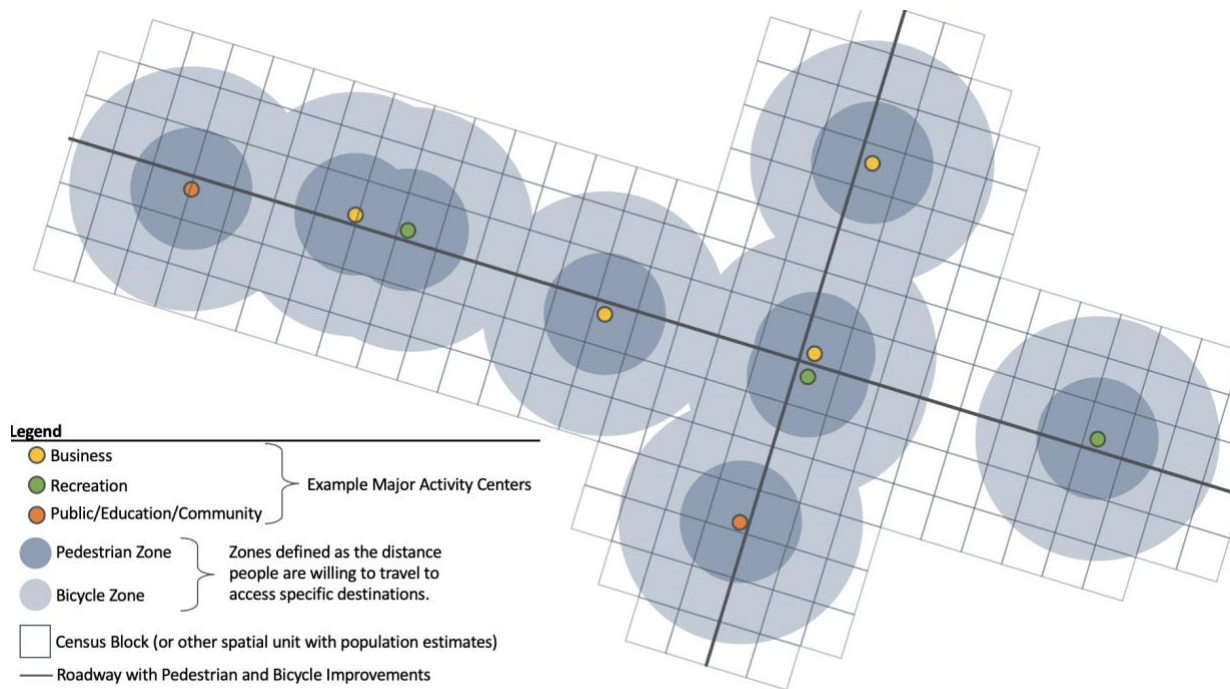 Legend
Business
Recreation
Public/Education/Community
Example Major Activity Centers
Pedestrian Zone
Bicycle Zone
Zones defined as the distance
people are willing to travel to
access specific destinations.
Census Block (or other spatial unit with population estimates)
Roadway with Pedestrian and Bicycle Improvements